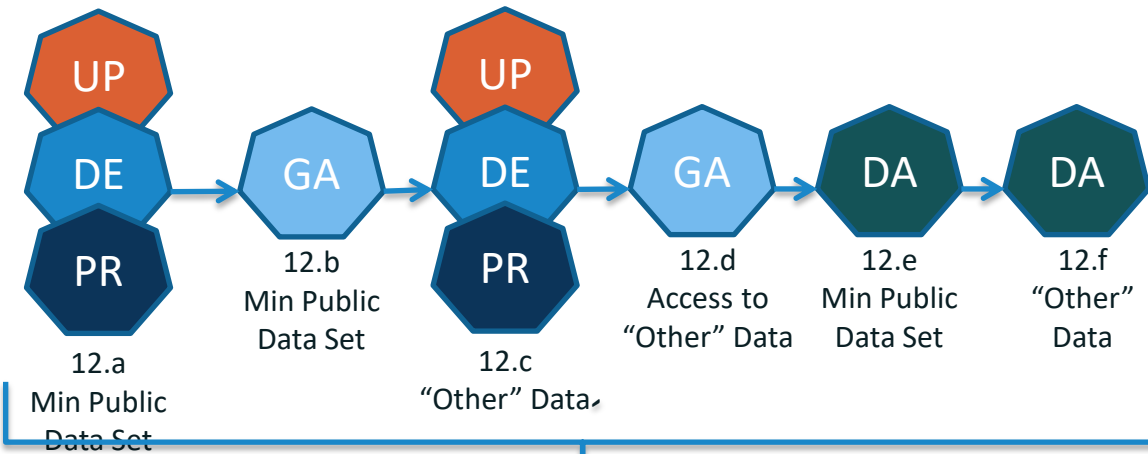 UP
DE
PR
12.a
Min Public
Data Set
GA
12.b
Min Public
Data Set
UP
DE
PR
12.c
“Other” Data
GA
12.d
Access to
“Other” Data
DA
12.e
Min Public
Data Set
DA
12.f
“Other”
Data